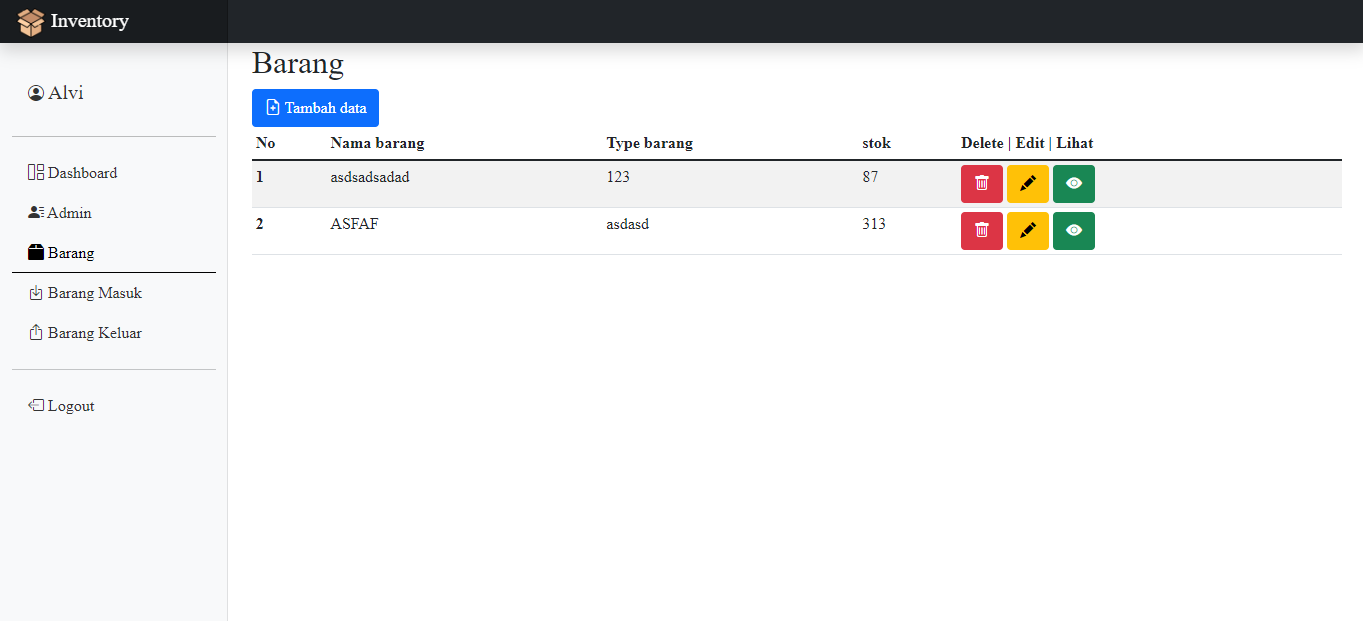 Inventory
Alvi
Dashboard
Admin
Barang
Barang Masuk
Barang Keluar
Logout
Barang
Tambah data
No Nama barang Type barang stok Delete | Edit | Lihat
1 asdsadsadad 123 87
2 ASFAF asdasd 313